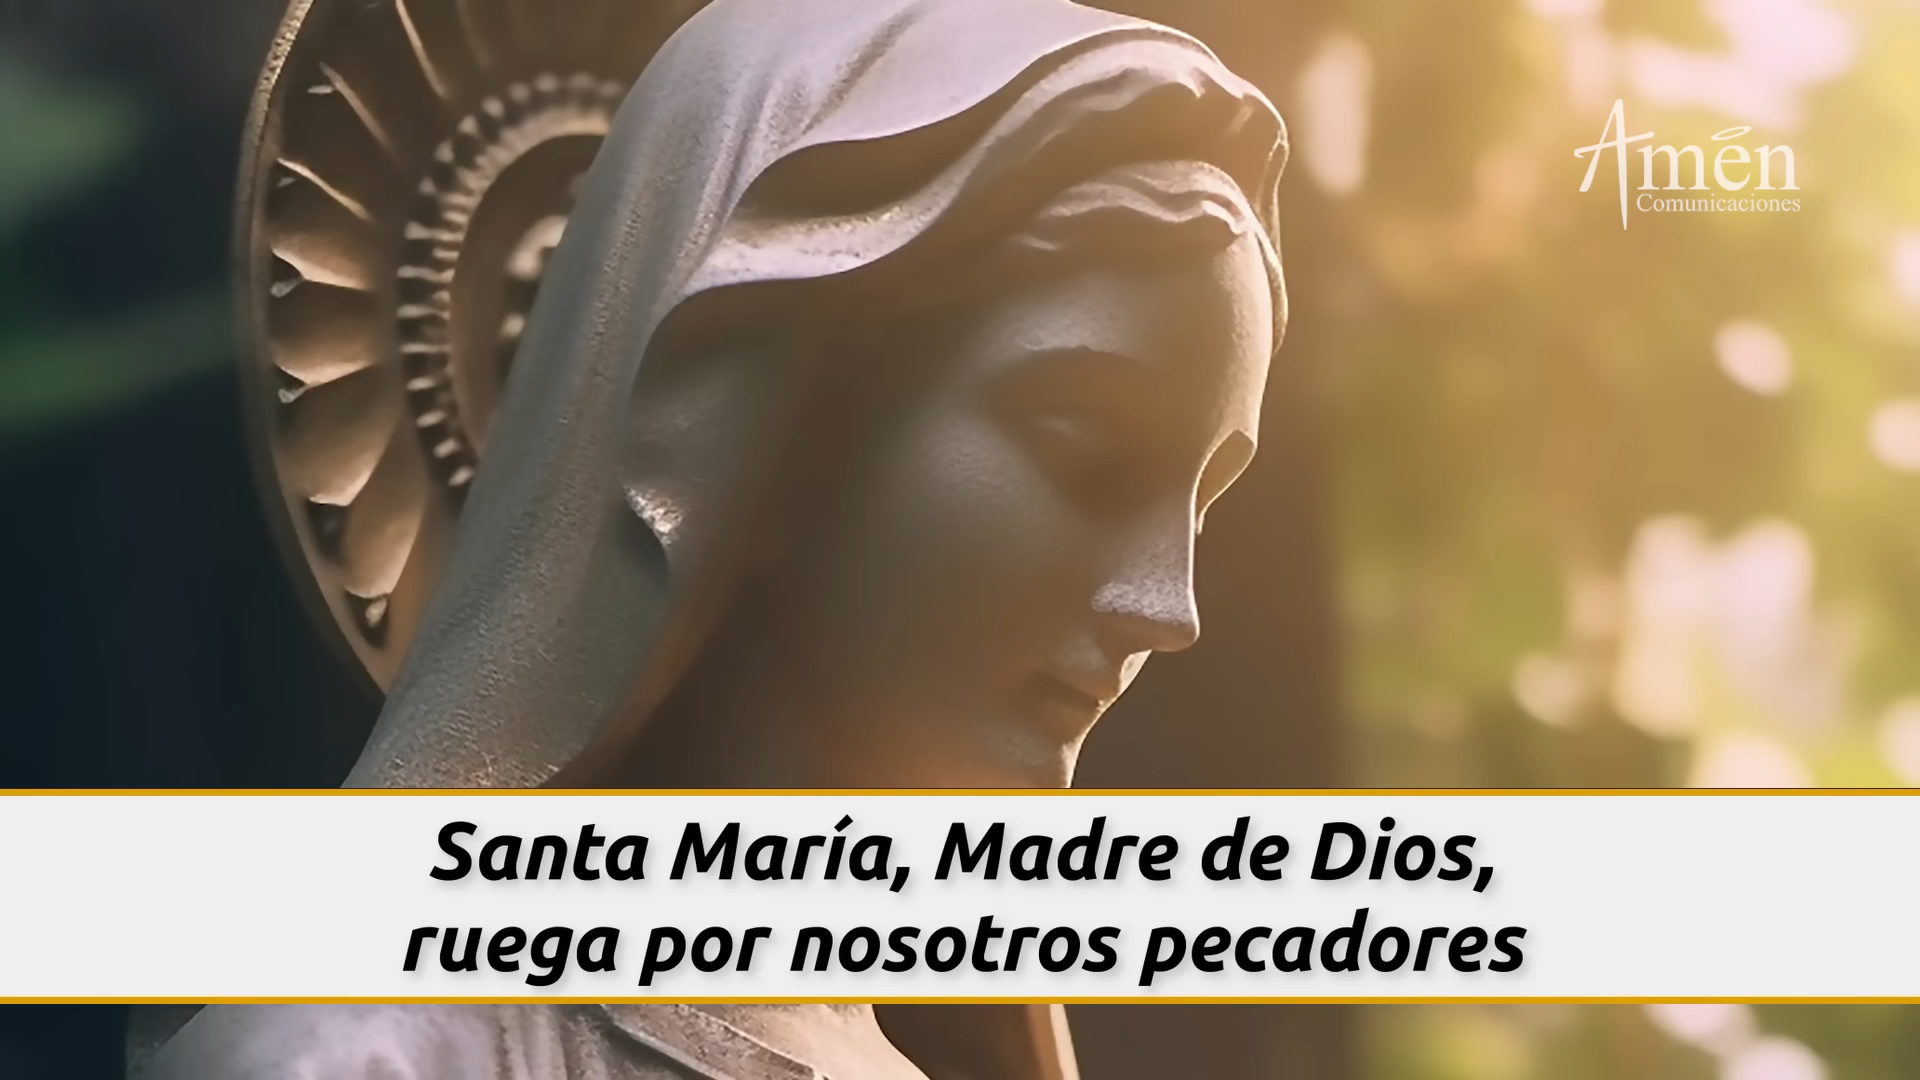 Amén
Comunicaciones
Santa María, Madre de Dios,
ruega por nosotros pecadores